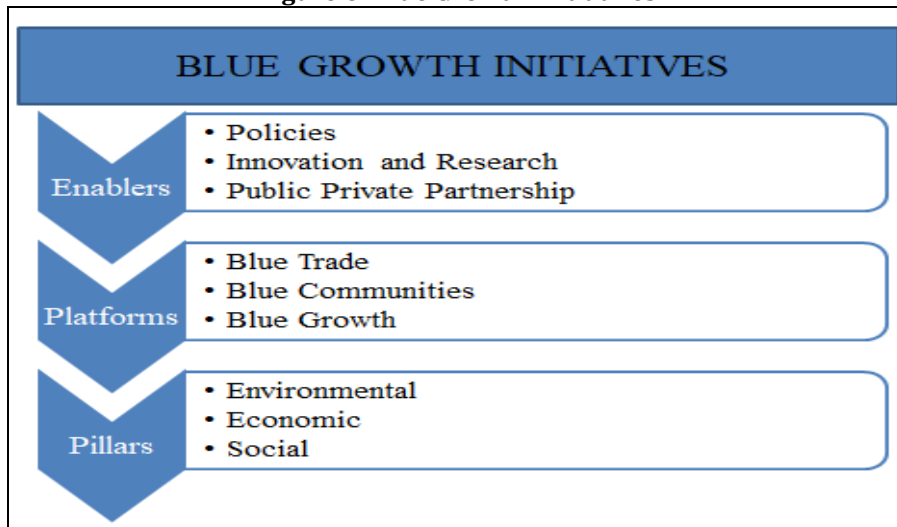 BLUE GROWTH INITIATIVES
Enablers
• Policies
• Innovation and Research
• Public Private Partnership
Platforms
• Blue Trade
• Blue Communities
• Blue Growth
Pillars
• Environmental
• Economic
• Social